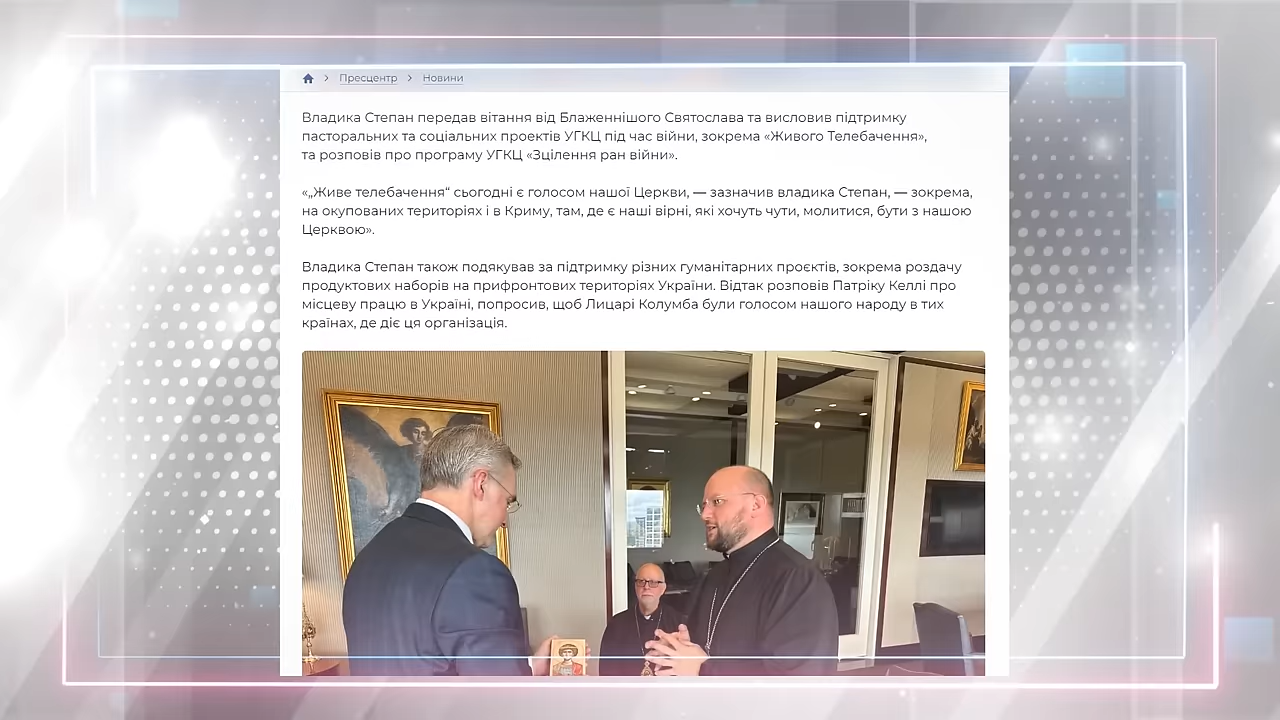 Пресцентр > Новини
Владика Степан передав вітання від Блаженнішого Святослава та висловив підтримку
пасторальних та соціальних проектів УГКЦ під час війни, зокрема «Живого Телебачення»,
та розповів про програму УГКЦ «Зцілення ран війни».
«„Живе телебачення“ сьогодні є голосом нашої Церкви, — зазначив владика Степан, — зокрема,
на окупованих територіях і в Криму, там, де є наші вірні, які хочуть чути, молитися, бути з нашою
Церквою».
Владика Степан також подякував за підтримку різних гуманітарних проєктів, зокрема роздачу
продуктових наборів на прифронтових територіях України. Відтак розповів Патріку Келлі про
місцеву працю в Україні, попросив, щоб Лицарі Колумба були голосом нашого народу в тих
країнах, де діє ця організація.